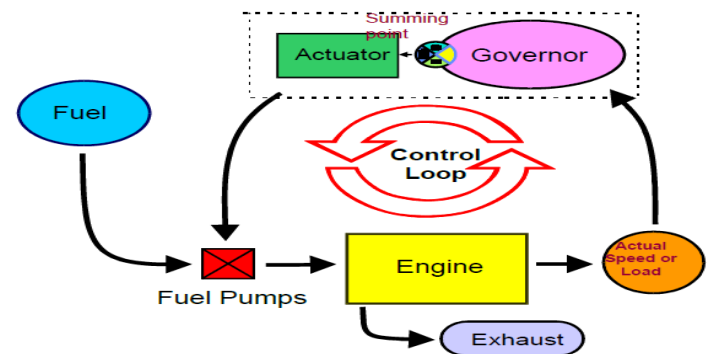 Summing
point
Actuator
Governor
Fuel
Control
Loop
Actual
Speed or
Load
Engine
Fuel Pumps
Exhaust